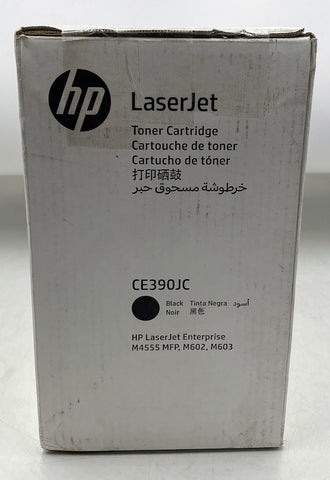 hp
LaserJet
Toner Cartridge
Cartouche de toner
Cartucho de tóner
打印硒鼓
خرطوشة مسحوق حبر
CE390JC
Black Tinta Negra أسود
Noir 黑色
HP LaserJet Enterprise
M4555 MFP, M602, M603